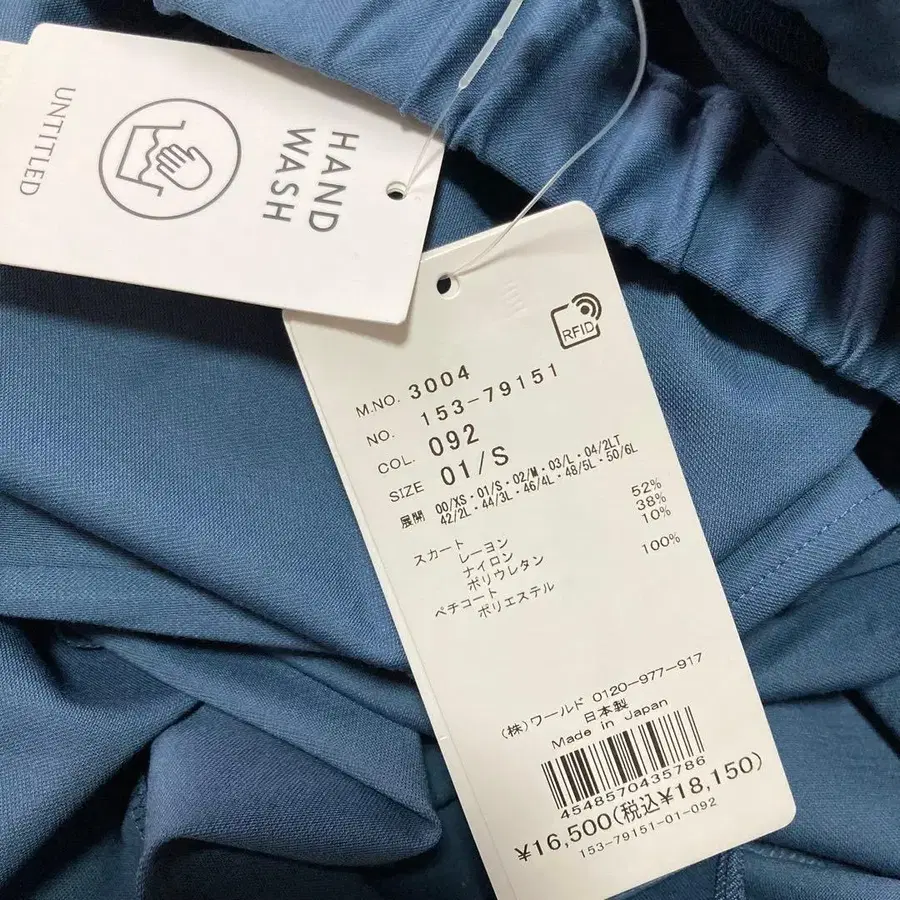 UNTITLED
HAND
WASH
RFID
M.NO. 3004
NO. 153-79151
COL. 092
SIZE 01/S
展開 00/XS・01/S・02/M・03/L・04/2LT
42/2L・44/3L・46/4L・48/5L・50/6L
スカート
レーヨン 52%
ナイロン 38%
ポリウレタン 10%
ペチコート
ポリエステル 100%
(株)ワールド 0120-977-917
日本製
Made in Japan
4548570435786
¥16,500(税込¥18,150)
153-79151-01-092